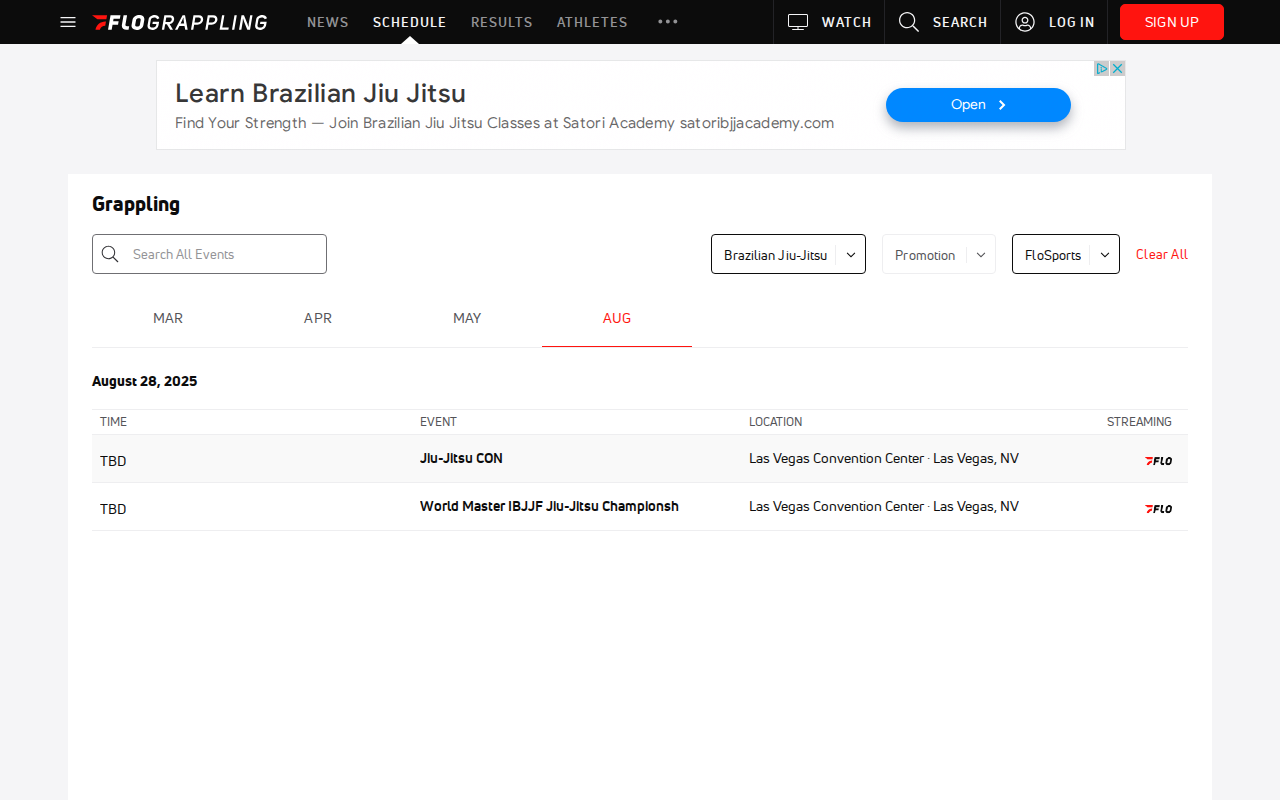 FLOGRAPPLING NEWS SCHEDULE RESULTS ATHLETES WATCH SEARCH LOG IN SIGN UP
Learn Brazilian Jiu Jitsu
Find Your Strength — Join Brazilian Jiu Jitsu Classes at Satori Academy satoribjjacademy.com
Open
Grappling
Search All Events Brazilian Jiu-Jitsu Promotion FloSports Clear All
MAR APR MAY AUG
August 28, 2025
TIME EVENT LOCATION STREAMING
TBD Jiu-Jitsu CON Las Vegas Convention Center · Las Vegas, NV FLO
TBD World Master IBJJF Jiu-Jitsu Championsh Las Vegas Convention Center · Las Vegas, NV FLO